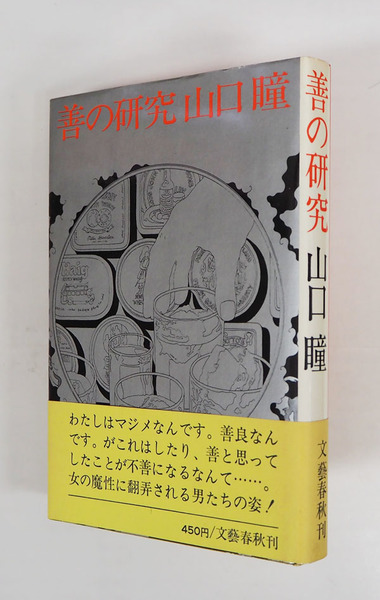 善の研究 山口 瞳
Haig
わたしはマジメなんです。善良なん
です。がこれはしたり、善と思って
したことが不善になるなんて……。
女の魔性に翻弄される男たちの姿！
450円/文藝春秋刊
善の研究 山口 瞳
文藝春秋刊